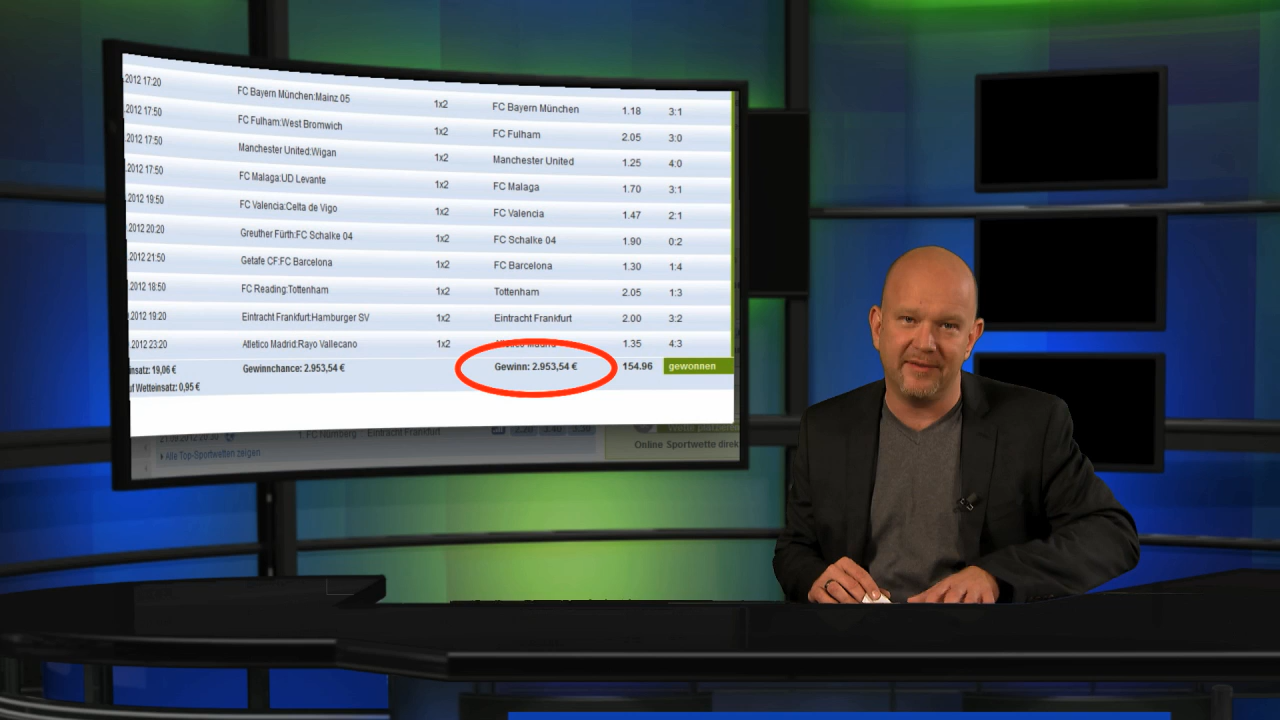 2012 17:20 FC Bayern München:Mainz 05 1x2 FC Bayern München 1.18 3:1
2012 17:50 FC Fulham:West Bromwich 1x2 FC Fulham 2.05 3:0
2012 17:50 Manchester United:Wigan 1x2 Manchester United 1.25 4:0
2012 17:50 FC Malaga:UD Levante 1x2 FC Malaga 1.70 3:1
2012 19:50 FC Valencia:Celta de Vigo 1x2 FC Valencia 1.47 2:1
2012 20:20 Greuther Fürth:FC Schalke 04 1x2 FC Schalke 04 1.90 0:2
2012 21:50 Getafe CF:FC Barcelona 1x2 FC Barcelona 1.30 1:4
2012 18:50 FC Reading:Tottenham 1x2 Tottenham 2.05 1:3
2012 19:20 Eintracht Frankfurt:Hamburger SV 1x2 Eintracht Frankfurt 2.00 3:2
2012 23:20 Atletico Madrid:Rayo Vallecano 1x2 Atletico Madrid 1.35 4:3
insatz: 19,06 € Gewinnchance: 2.953,54 € Gewinn: 2.953,54 € 154.96 gewonnen
uf Wetteinsatz: 0,95 €
1. FC Nürnberg : Eintracht Frankfurt
Online Sportwette direk
Alle Top-Sportwetten zeigen